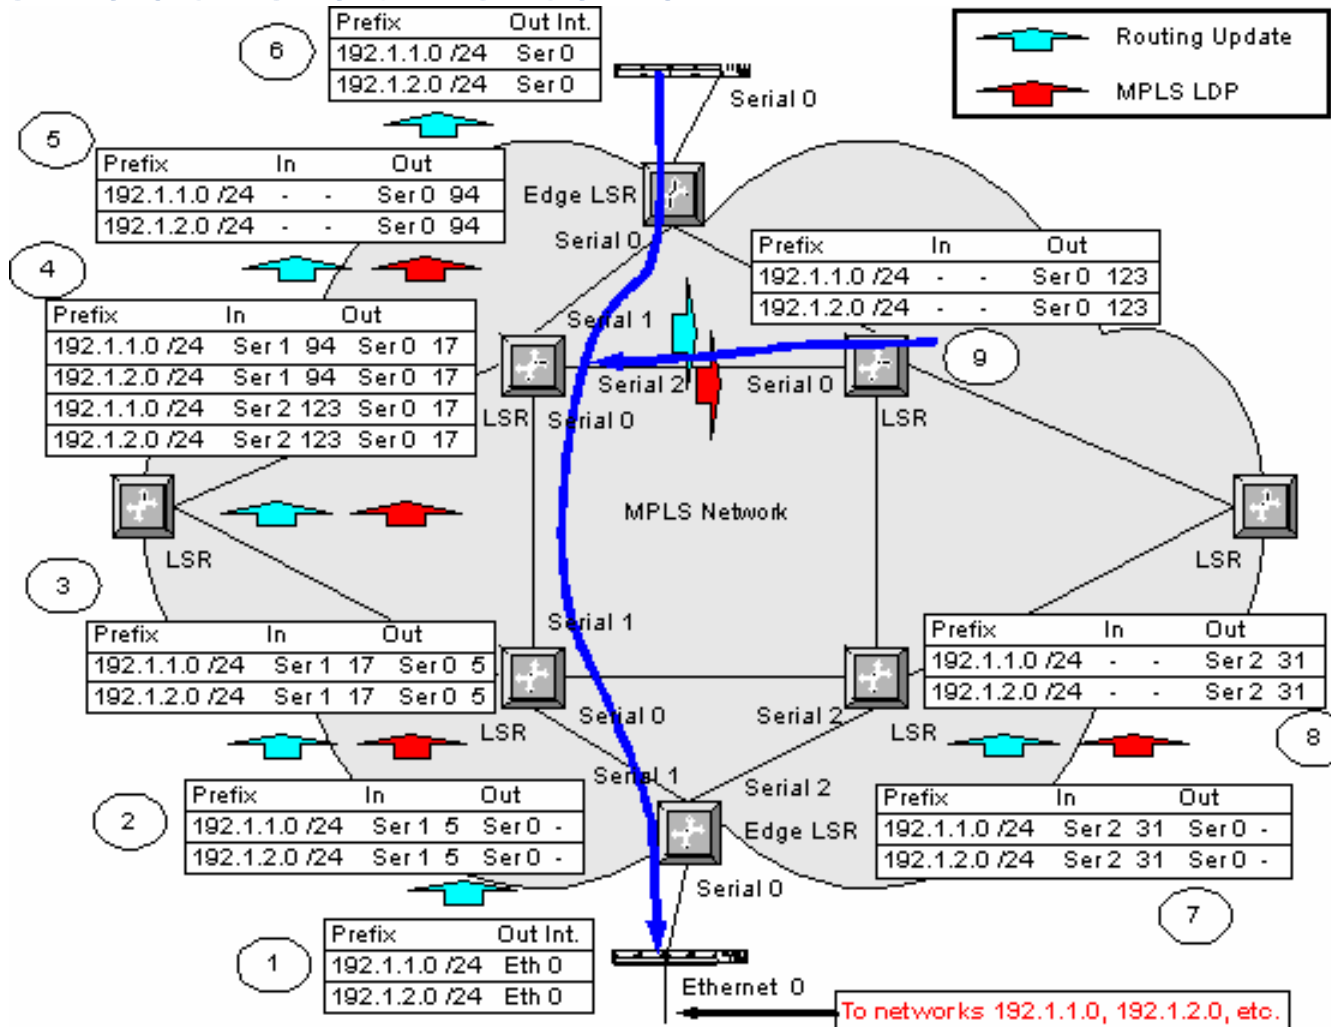 Prefix Out Int.
192.1.1.0 /24 Ser 0
192.1.2.0 /24 Ser 0
6
Routing Update
MPLS LDP
Serial 0
5
Prefix In Out
192.1.1.0 /24 - - Ser 0 94
192.1.2.0 /24 - - Ser 0 94
Edge LSR
Serial 0
Prefix In Out
192.1.1.0 /24 - - Ser 0 123
192.1.2.0 /24 - - Ser 0 123
4
Prefix In Out
192.1.1.0 /24 Ser 1 94 Ser 0 17
192.1.2.0 /24 Ser 1 94 Ser 0 17
192.1.1.0 /24 Ser 2 123 Ser 0 17
192.1.2.0 /24 Ser 2 123 Ser 0 17
Serial 1
9
Serial 2 Serial 0
LSR Serial 0
LSR
MPLS Network
LSR
LSR
3
Serial 1
Prefix In Out
192.1.1.0 /24 Ser 1 17 Ser 0 5
192.1.2.0 /24 Ser 1 17 Ser 0 5
Prefix In Out
192.1.1.0 /24 - - Ser 2 31
192.1.2.0 /24 - - Ser 2 31
Serial 0 Serial 2
LSR LSR
8
Serial 1
Serial 2
2
Prefix In Out
192.1.1.0 /24 Ser 1 5 Ser 0 -
192.1.2.0 /24 Ser 1 5 Ser 0 -
Edge LSR
Prefix In Out
192.1.1.0 /24 Ser 2 31 Ser 0 -
192.1.2.0 /24 Ser 2 31 Ser 0 -
Serial 0
7
1
Prefix Out Int.
192.1.1.0 /24 Eth 0
192.1.2.0 /24 Eth 0
Ethernet 0
To networks 192.1.1.0, 192.1.2.0, etc.